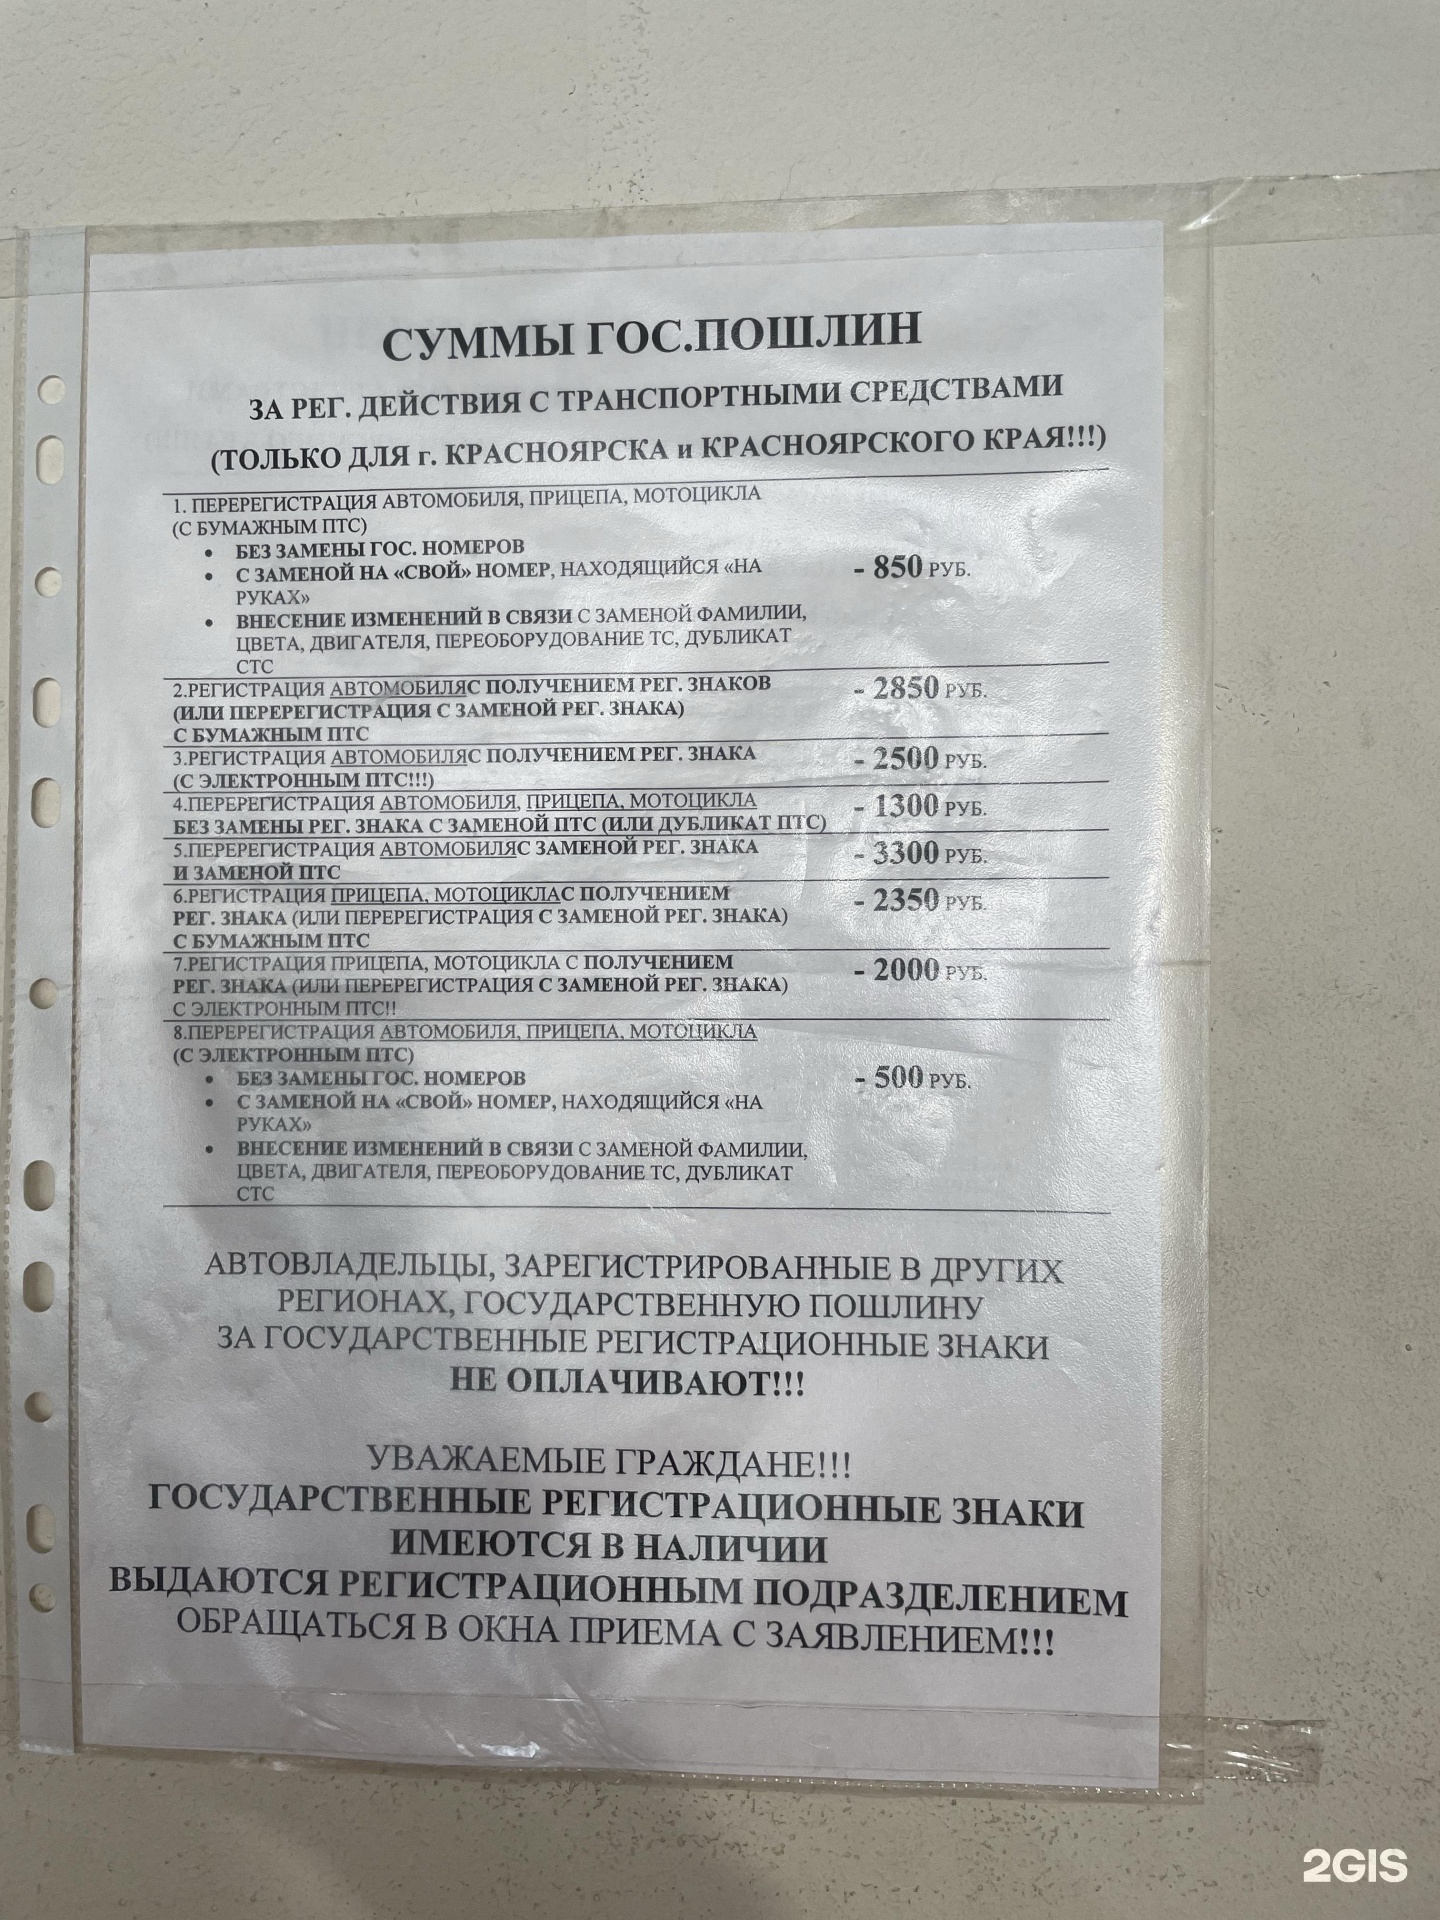 СУММЫ ГОС.ПОШЛИН
ЗА РЕГ. ДЕЙСТВИЯ С ТРАНСПОРТНЫМИ СРЕДСТВАМИ
(ТОЛЬКО ДЛЯ г. КРАСНОЯРСКА и КРАСНОЯРСКОГО КРАЯ!!!)
1. ПЕРЕРЕГИСТРАЦИЯ АВТОМОБИЛЯ, ПРИЦЕПА, МОТОЦИКЛА
(С БУМАЖНЫМ ПТС)
• БЕЗ ЗАМЕНЫ ГОС. НОМЕРОВ
• С ЗАМЕНОЙ НА «СВОЙ» НОМЕР, НАХОДЯЩИЙСЯ «НА - 850 РУБ.
РУКАХ»
• ВНЕСЕНИЕ ИЗМЕНЕНИЙ В СВЯЗИ С ЗАМЕНОЙ ФАМИЛИИ,
ЦВЕТА, ДВИГАТЕЛЯ, ПЕРЕОБОРУДОВАНИЕ ТС, ДУБЛИКАТ
СТС
2.РЕГИСТРАЦИЯ АВТОМОБИЛЯС ПОЛУЧЕНИЕМ РЕГ. ЗНАКОВ - 2850 РУБ.
(ИЛИ ПЕРЕРЕГИСТРАЦИЯ С ЗАМЕНОЙ РЕГ. ЗНАКА)
С БУМАЖНЫМ ПТС
3.РЕГИСТРАЦИЯ АВТОМОБИЛЯС ПОЛУЧЕНИЕМ РЕГ. ЗНАКА - 2500 РУБ.
(С ЭЛЕКТРОННЫМ ПТС!!!)
4.ПЕРЕРЕГИСТРАЦИЯ АВТОМОБИЛЯ, ПРИЦЕПА, МОТОЦИКЛА - 1300 РУБ.
БЕЗ ЗАМЕНЫ РЕГ. ЗНАКА С ЗАМЕНОЙ ПТС (ИЛИ ДУБЛИКАТ ПТС)
5.ПЕРЕРЕГИСТРАЦИЯ АВТОМОБИЛЯС ЗАМЕНОЙ РЕГ. ЗНАКА - 3300 РУБ.
И ЗАМЕНОЙ ПТС
6.РЕГИСТРАЦИЯ ПРИЦЕПА, МОТОЦИКЛАС ПОЛУЧЕНИЕМ - 2350 РУБ.
РЕГ. ЗНАКА (ИЛИ ПЕРЕРЕГИСТРАЦИЯ С ЗАМЕНОЙ РЕГ. ЗНАКА)
С БУМАЖНЫМ ПТС
7.РЕГИСТРАЦИЯ ПРИЦЕПА, МОТОЦИКЛА С ПОЛУЧЕНИЕМ - 2000 РУБ.
РЕГ. ЗНАКА (ИЛИ ПЕРЕРЕГИСТРАЦИЯ С ЗАМЕНОЙ РЕГ. ЗНАКА)
С ЭЛЕКТРОННЫМ ПТС!!
8.ПЕРЕРЕГИСТРАЦИЯ АВТОМОБИЛЯ, ПРИЦЕПА, МОТОЦИКЛА
(С ЭЛЕКТРОННЫМ ПТС)
• БЕЗ ЗАМЕНЫ ГОС. НОМЕРОВ - 500 РУБ.
• С ЗАМЕНОЙ НА «СВОЙ» НОМЕР, НАХОДЯЩИЙСЯ «НА
РУКАХ»
• ВНЕСЕНИЕ ИЗМЕНЕНИЙ В СВЯЗИ С ЗАМЕНОЙ ФАМИЛИИ,
ЦВЕТА, ДВИГАТЕЛЯ, ПЕРЕОБОРУДОВАНИЕ ТС, ДУБЛИКАТ
СТС
АВТОВЛАДЕЛЬЦЫ, ЗАРЕГИСТРИРОВАННЫЕ В ДРУГИХ
РЕГИОНАХ, ГОСУДАРСТВЕННУЮ ПОШЛИНУ
ЗА ГОСУДАРСТВЕННЫЕ РЕГИСТРАЦИОННЫЕ ЗНАКИ
НЕ ОПЛАЧИВАЮТ!!!
УВАЖАЕМЫЕ ГРАЖДАНЕ!!!
ГОСУДАРСТВЕННЫЕ РЕГИСТРАЦИОННЫЕ ЗНАКИ
ИМЕЮТСЯ В НАЛИЧИИ
ВЫДАЮТСЯ РЕГИСТРАЦИОННЫМ ПОДРАЗДЕЛЕНИЕМ
ОБРАЩАТЬСЯ В ОКНА ПРИЕМА С ЗАЯВЛЕНИЕМ!!!
2GIS